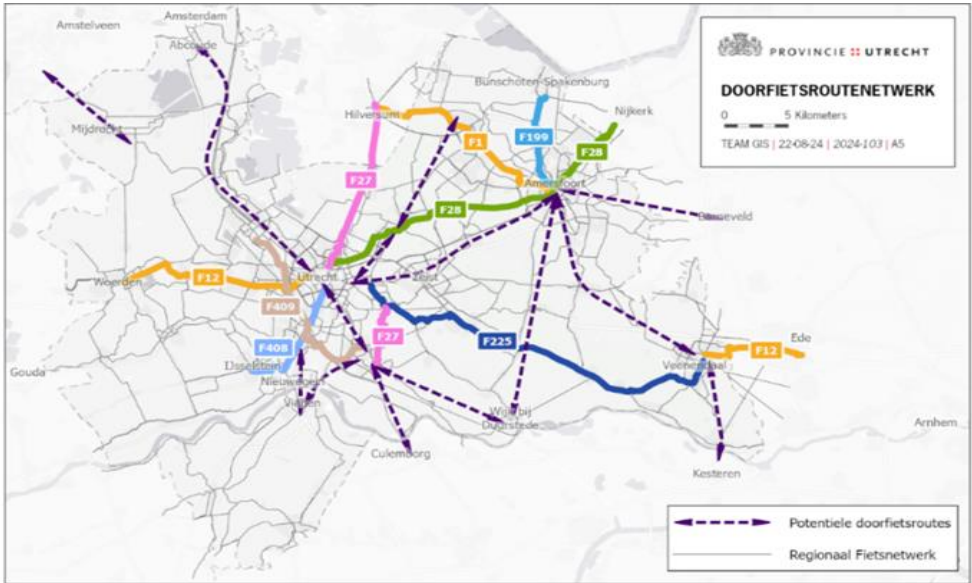 Amsterdam
Amstelveen
Abcoude
PROVINCIE UTRECHT
DOORFIETSROUTENETWERK
0 5 Kilometers
TEAM GIS | 22-08-24 | 2024-103 | A5
Bunschoten-Spakenburg
Nijkerk
Hilversum
Mijdrecht
F1
F199
F28
F27
Amersfoort
F28
Barneveld
Woerden
F12
Utrecht
Zeist
F409
F27
F225
F408
Ede
F12
Gouda
IJsselstein
Veenendaal
Nieuwegein
Vianen
Wijk bij
Duurstede
Arnhem
Culemborg
Kesteren
Potentiele doorfietsroutes
Regionaal Fietsnetwerk